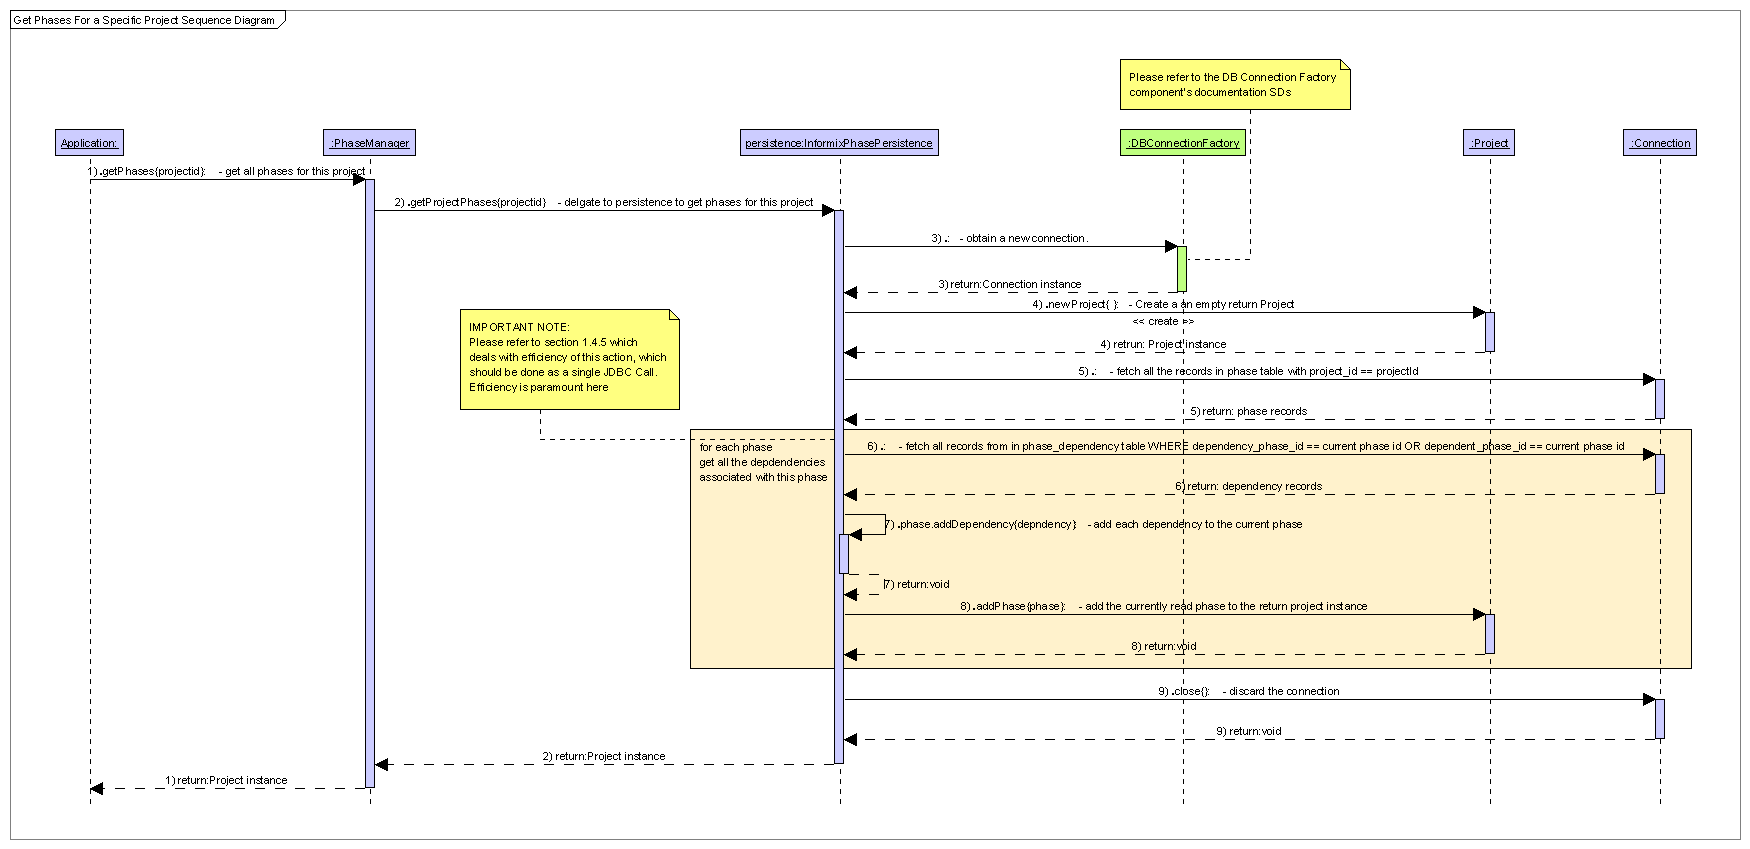 Get Phases For a Specific Project Sequence Diagram
Please refer to the DB Connection Factory
component's documentation SDs
Application:
:PhaseManager
persistence:InformixPhasePersistence
:DBConnectionFactory
:Project
:Connection
1) .getPhases(projectid): - get all phases for this project
2) .getProjectPhases(projectid) - delgate to persistence to get phases for this project
3) .: - obtain a new connection.
3) return:Connection instance
4) .newProject( ): - Create a an empty return Project
<< create >>
4) retrun: Project instance
IMPORTANT NOTE:
Please refer to section 1.4.5 which
deals with efficiency of this action, which
should be done as a single JDBC Call.
Efficiency is paramount here
5) .: - fetch all the records in phase table with project_id == projectId
5) return: phase records
for each phase
get all the depdendencies
associated with this phase
6) .: - fetch all records from in phase_dependency table WHERE dependency_phase_id == current phase id OR dependent_phase_id == current phase id
6) return: dependency records
7) .phase.addDependency(depndency) - add each dependency to the current phase
7) return:void
8) .addPhase(phase): - add the currently read phase to the return project instance
8) return:void
9) .close(): - discard the connection
9) return:void
2) return:Project instance
1) return:Project instance